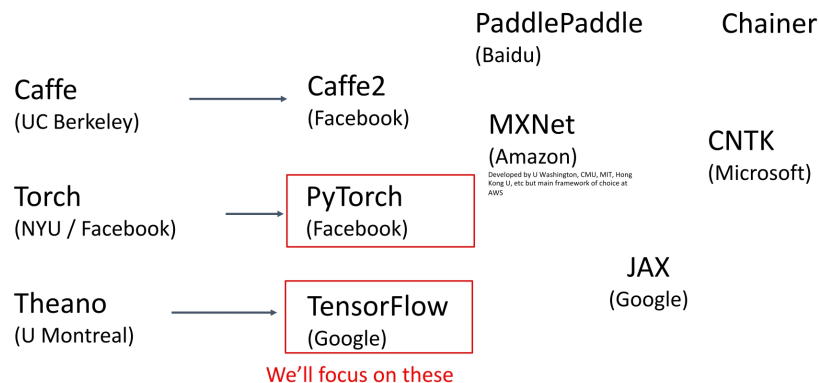 PaddlePaddle
(Baidu)
Chainer
Caffe
(UC Berkeley)
Caffe2
(Facebook)
MXNet
(Amazon)
Developed by U Washington, CMU, MIT, Hong
Kong U, etc but main framework of choice at
AWS
CNTK
(Microsoft)
Torch
(NYU / Facebook)
PyTorch
(Facebook)
JAX
(Google)
Theano
(U Montreal)
TensorFlow
(Google)
We'll focus on these